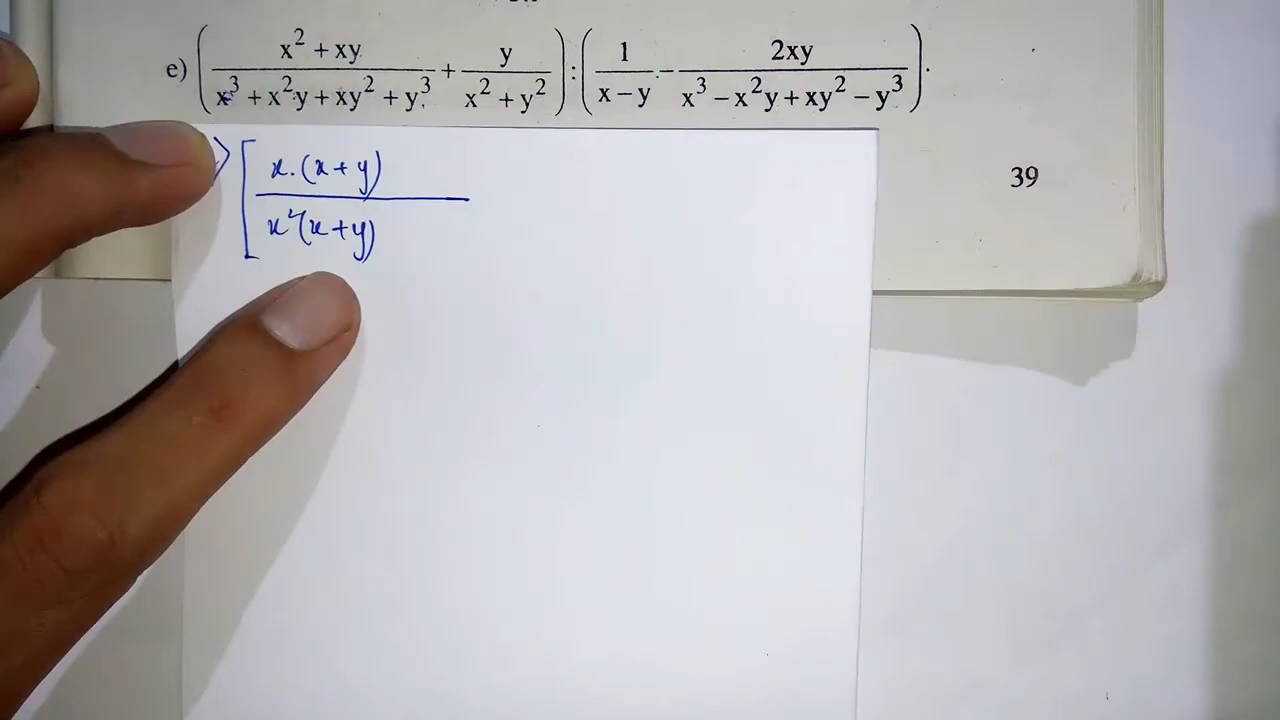 e) ( (x² + xy)/(x³ + x²y + xy² + y³) + y/(x² + y²) ) : ( 1/(x − y) − 2xy/(x³ − x²y + xy² − y³) ).
39
[ x.(x + y)
x²(x + y)